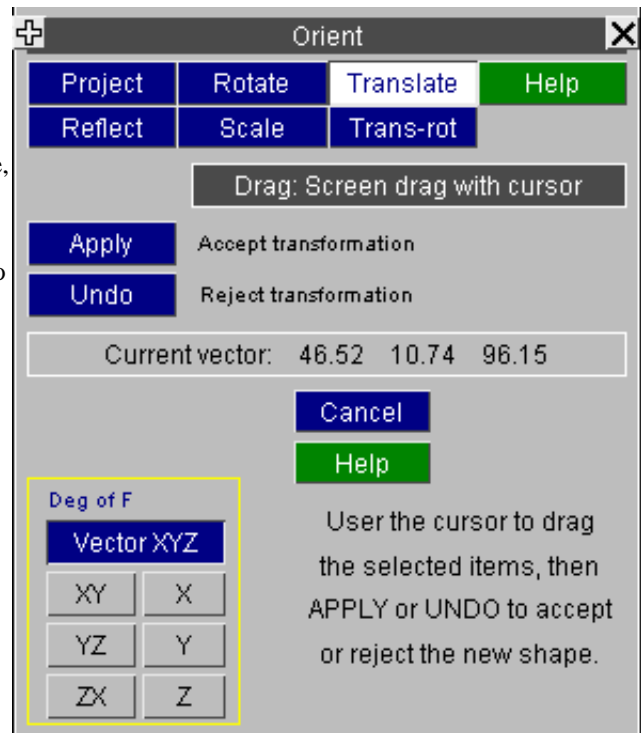 Orient
Project Rotate Translate Help
Reflect Scale Trans-rot
Drag: Screen drag with cursor
Apply Accept transformation
Undo Reject transformation
Current vector: 46.52 10.74 96.15
Cancel
Help
Deg of F
Vector XYZ
XY X
YZ Y
ZX Z
User the cursor to drag
the selected items, then
APPLY or UNDO to accept
or reject the new shape.